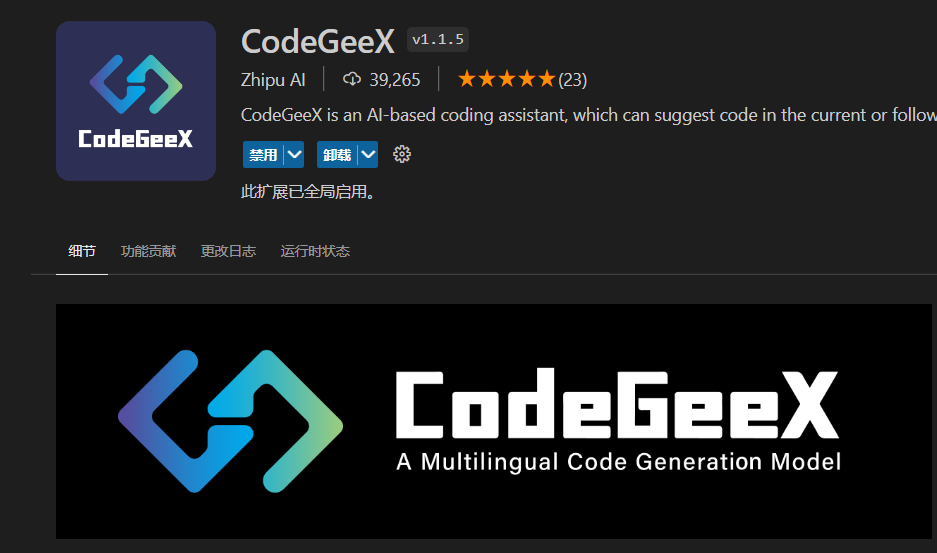 CodeGeeX v1.1.5
Zhipu AI 39,265 (23)
CodeGeeX is an AI-based coding assistant, which can suggest code in the current or follow
禁用 卸载
此扩展已全局启用。
CodeGeeX
细节 功能贡献 更改日志 运行时状态
CodeGeeX
A Multilingual Code Generation Model